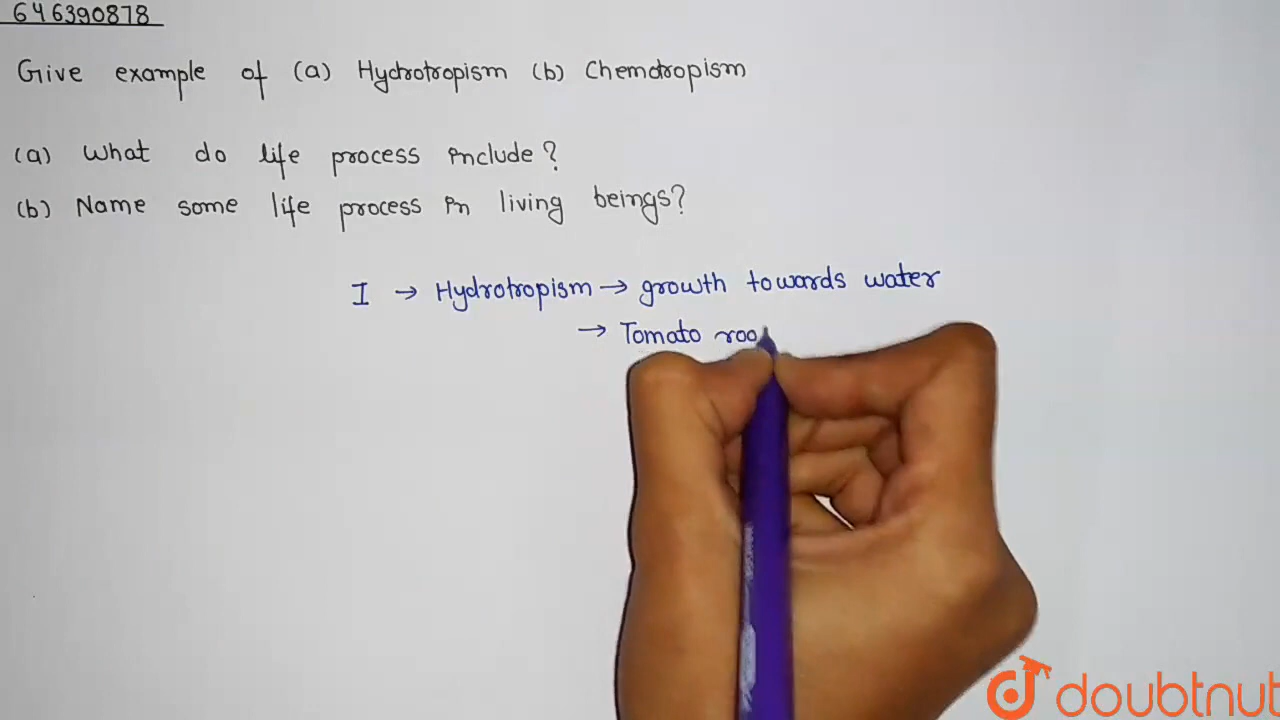 646390878
Give example of (a) Hydrotropism (b) Chemotropism
(a) What do life process include?
(b) Name some life process in living beings?
I → Hydrotropism → growth towards water
→ Tomato roo
doubtnut